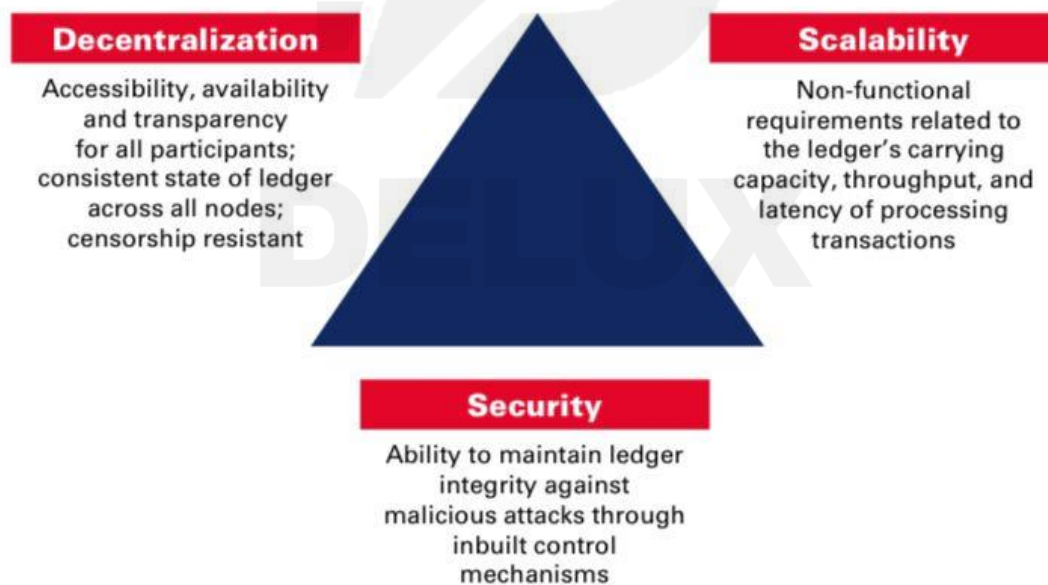 Decentralization
Accessibility, availability
and transparency
for all participants;
consistent state of ledger
across all nodes;
censorship resistant
Scalability
Non-functional
requirements related to
the ledger's carrying
capacity, throughput, and
latency of processing
transactions
Security
Ability to maintain ledger
integrity against
malicious attacks through
inbuilt control
mechanisms
DELUX